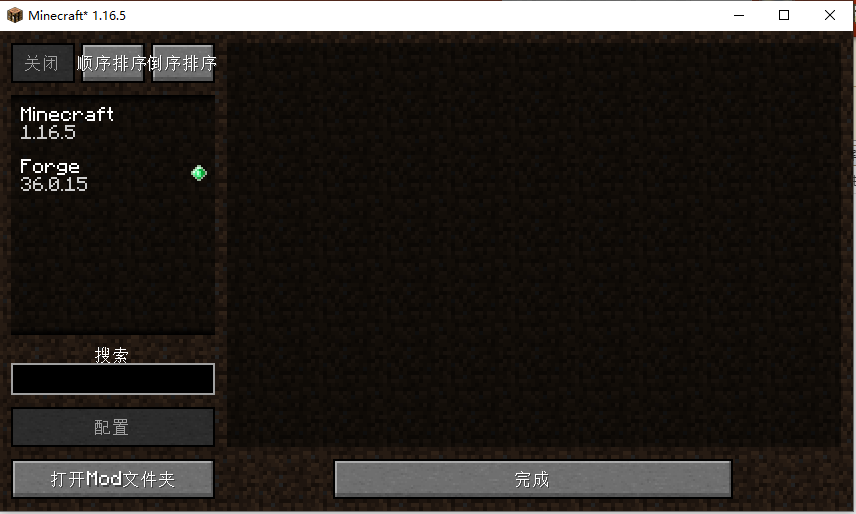 Minecraft* 1.16.5
关闭 顺序排序 倒序排序
Minecraft
1.16.5
Forge
36.0.15
搜索
配置
打开Mod文件夹 完成